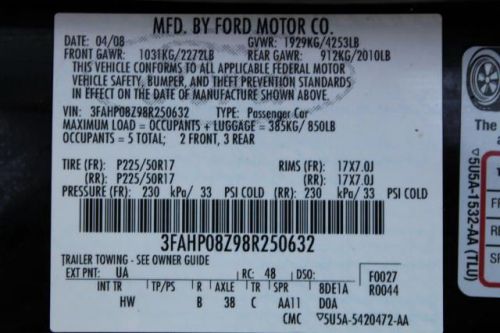 MFD. BY FORD MOTOR CO.
DATE: 04/08 GVWR: 1929KG/4253LB
FRONT GAWR: 1031KG/2272LB REAR GAWR: 912KG/2010LB
THIS VEHICLE CONFORMS TO ALL APPLICABLE FEDERAL MOTOR
VEHICLE SAFETY, BUMPER, AND THEFT PREVENTION STANDARDS
IN EFFECT ON THE DATE OF MANUFACTURE SHOWN ABOVE.
VIN: 3FAHP08Z98R250632 TYPE: Passenger Car
MAXIMUM LOAD = OCCUPANTS + LUGGAGE = 385KG/850LB
OCCUPANTS = 5 TOTAL; 2 FRONT, 3 REAR
TIRE (FR): P225/50R17 RIMS (FR): 17X7.0J
(RR): P225/50R17 (RR): 17X7.0J
PRESSURE (FR): 230 kPa/ 33 PSI COLD (RR): 230 kPa/ 33 PSI COLD
3FAHP08Z98R250632
TRAILER TOWING - SEE OWNER GUIDE
EXT PNT: UA RC: 48 DSO: F0027
INT TR TP/PS R AXLE TR 8DE1A R0044
HW B 38 C AA11 D0A
CMC 5U5A-5420472-AA
5U5A-1532-AA (TLU)
The